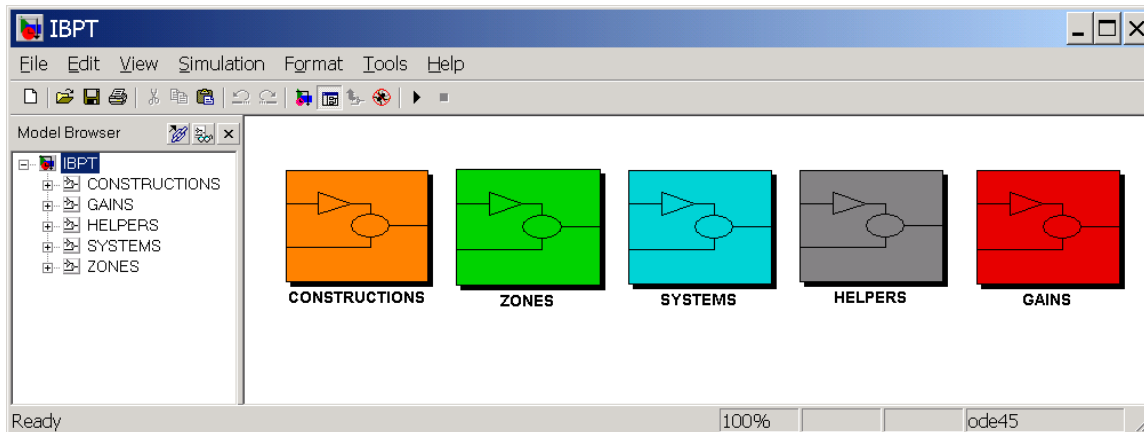 IBPT
File Edit View Simulation Format Tools Help
Model Browser
IBPT
CONSTRUCTIONS
GAINS
HELPERS
SYSTEMS
ZONES
CONSTRUCTIONS ZONES SYSTEMS HELPERS GAINS
Ready 100% ode45